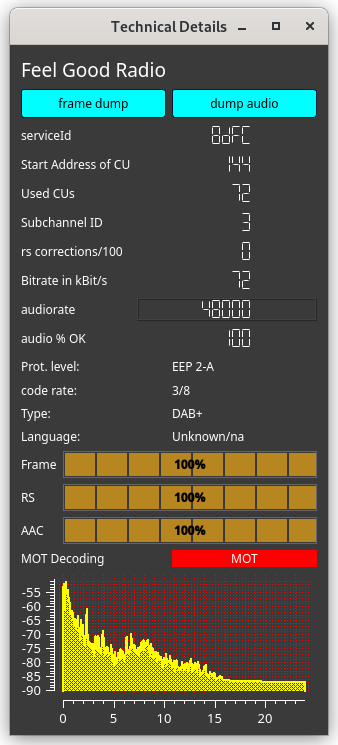 Technical Details
Feel Good Radio
frame dump dump audio
serviceId 8dFC
Start Address of CU 144
Used CUs 72
Subchannel ID 3
rs corrections/100 0
Bitrate in kBit/s 72
audiorate 48000
audio % OK 100
Prot. level: EEP 2-A
code rate: 3/8
Type: DAB+
Language: Unknown/na
Frame 100%
RS 100%
AAC 100%
MOT Decoding MOT
-55
-60
-65
-70
-75
-80
-85
-90
0 5 10 15 20